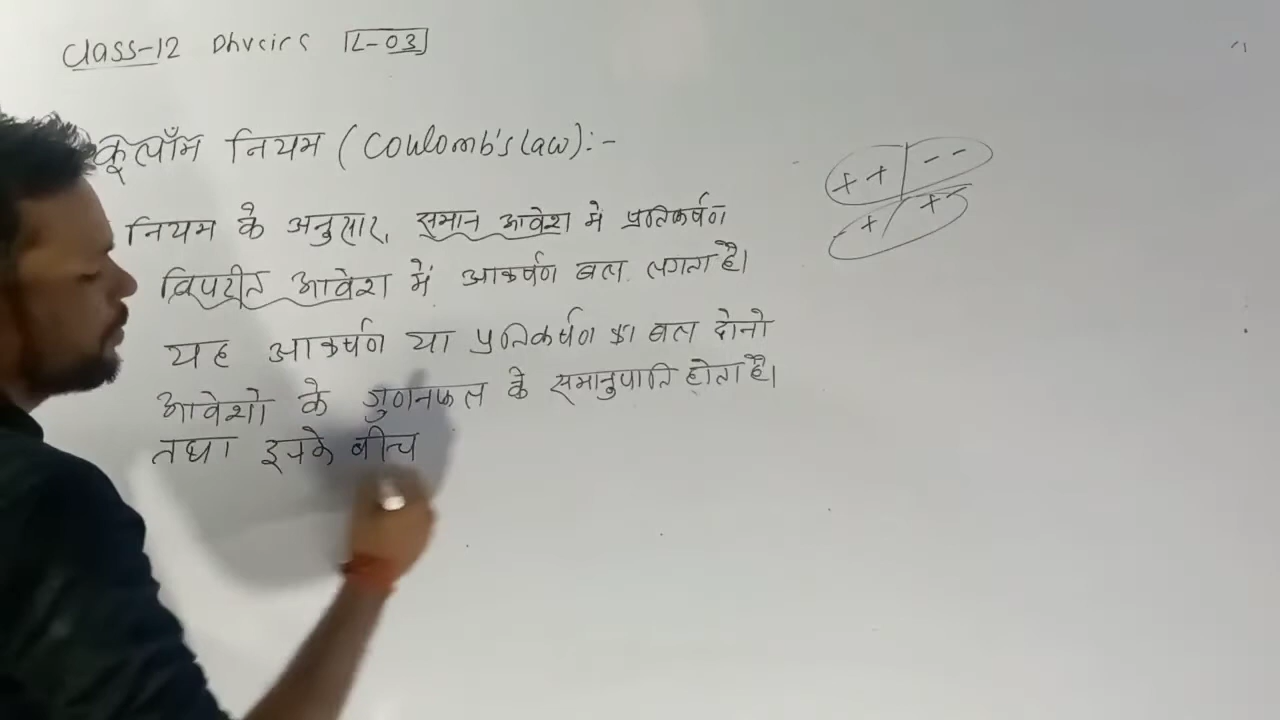 Class-12 Physics L-03
कूलॉम नियम (Coulomb's Law):-
नियम के अनुसार, समान आवेश में प्रतिकर्षण
विपरीत आवेश में आकर्षण बल लगता है।
यह आकर्षण या प्रतिकर्षण का बल दोनो
आवेशो के गुणनफल के समानुपाति होता है।
तथा इनके बीच
+ + - -
+ +